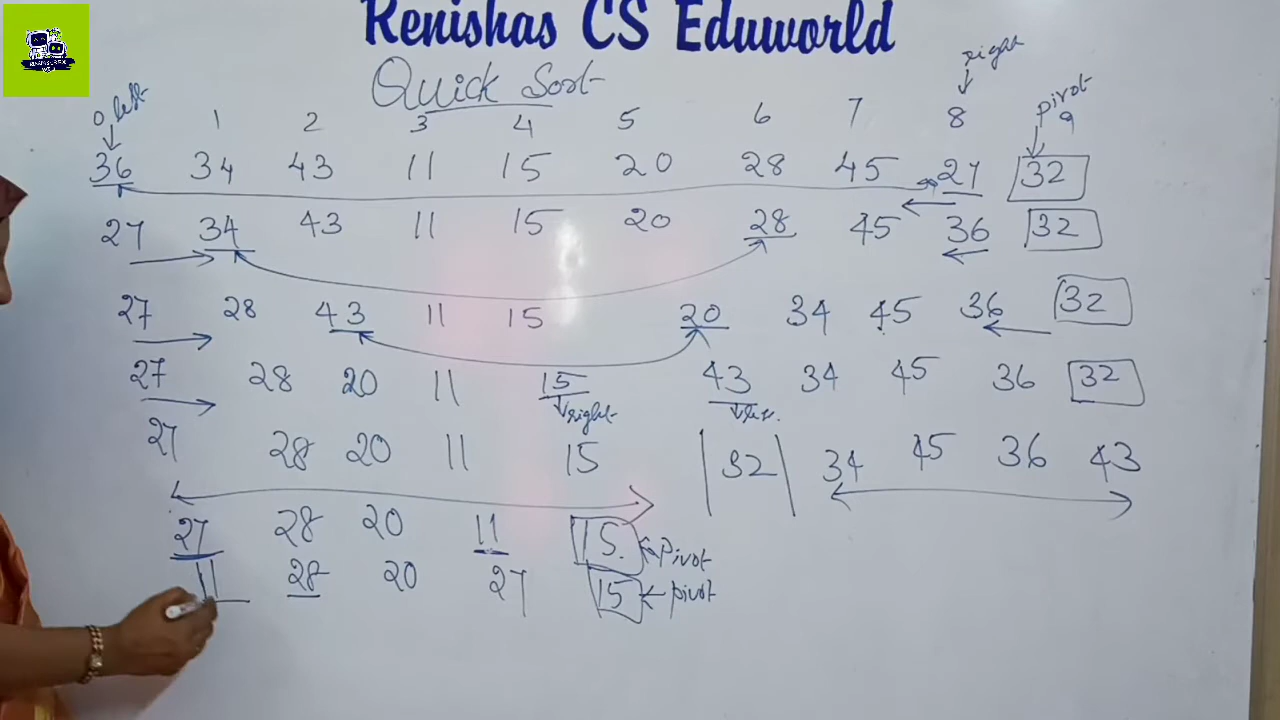 Renishas CS Eduworld
Quick Sort
0 left 1 2 3 4 5 6 7 8 right 9 pivot
36 34 43 11 15 20 28 45 27 32
27 34 43 11 15 20 28 45 36 32
27 28 43 11 15 20 34 45 36 32
27 28 20 11 15 43 34 45 36 32
right
27 28 20 11 15 32 34 45 36 43
27 28 20 11 15 Pivot
11 28 20 27 15 pivot